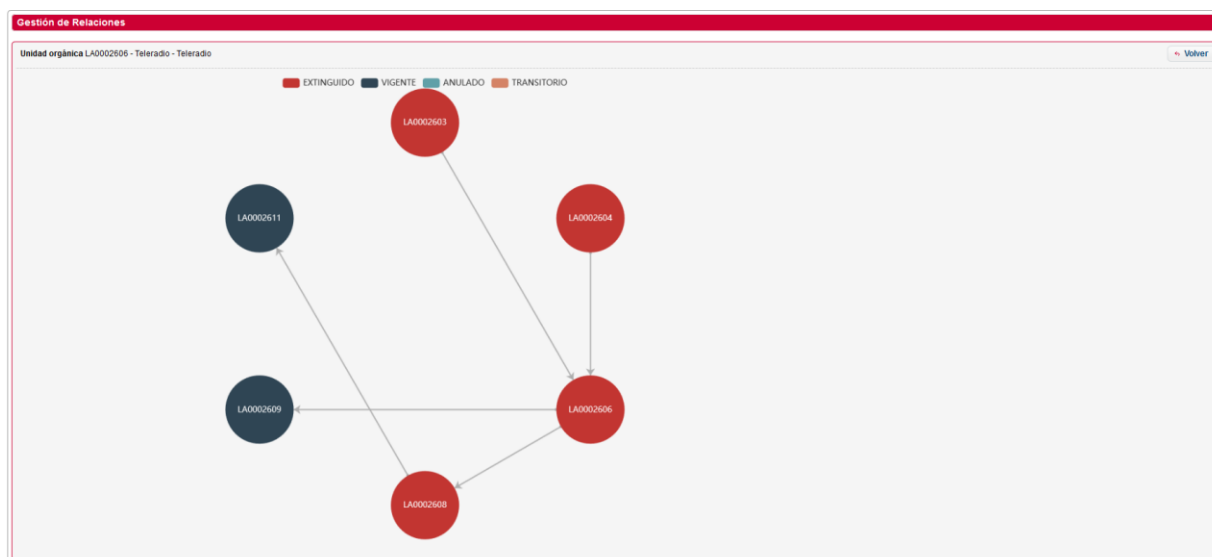 Gestión de Relaciones
Unidad orgánica LA0002606 - Teleradio - Teleradio
Volver
EXTINGUIDO VIGENTE ANULADO TRANSITORIO
LA0002603
LA0002611 LA0002604
LA0002609 LA0002606
LA0002608